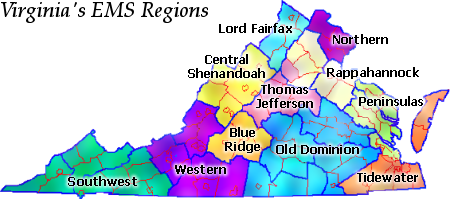 Virginia's EMS Regions
Lord Fairfax
Northern
Central
Shenandoah
Rappahannock
Thomas
Jefferson
Peninsulas
Blue
Ridge
Old Dominion
Western
Southwest
Tidewater